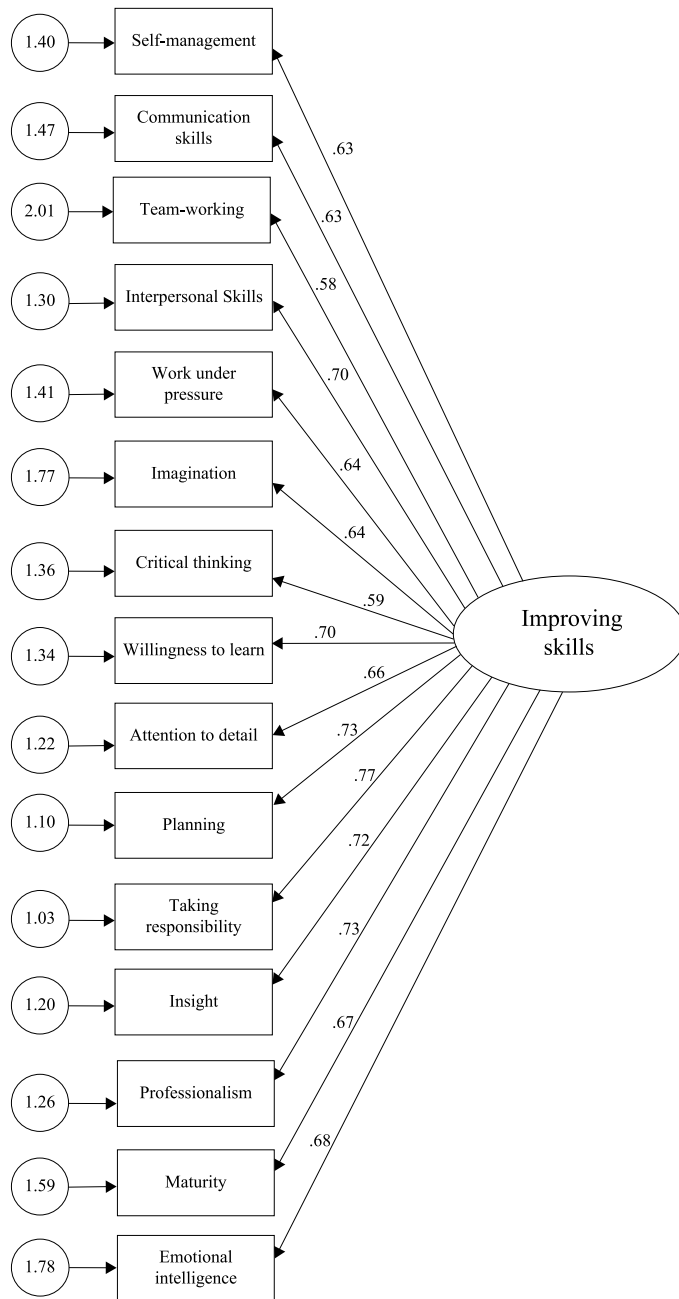 1.40
Self-management
1.47
Communication
skills
.63
.63
2.01
Team-working
.58
1.30
Interpersonal Skills
.70
1.41
Work under
pressure
.64
1.77
Imagination
.64
1.36
Critical thinking
.59
Improving
skills
1.34
Willingness to learn
.70
.66
1.22
Attention to detail
.73
1.10
Planning
.77
.72
1.03
Taking
responsibility
.73
1.20
Insight
.67
1.26
Professionalism
.68
1.59
Maturity
1.78
Emotional
intelligence